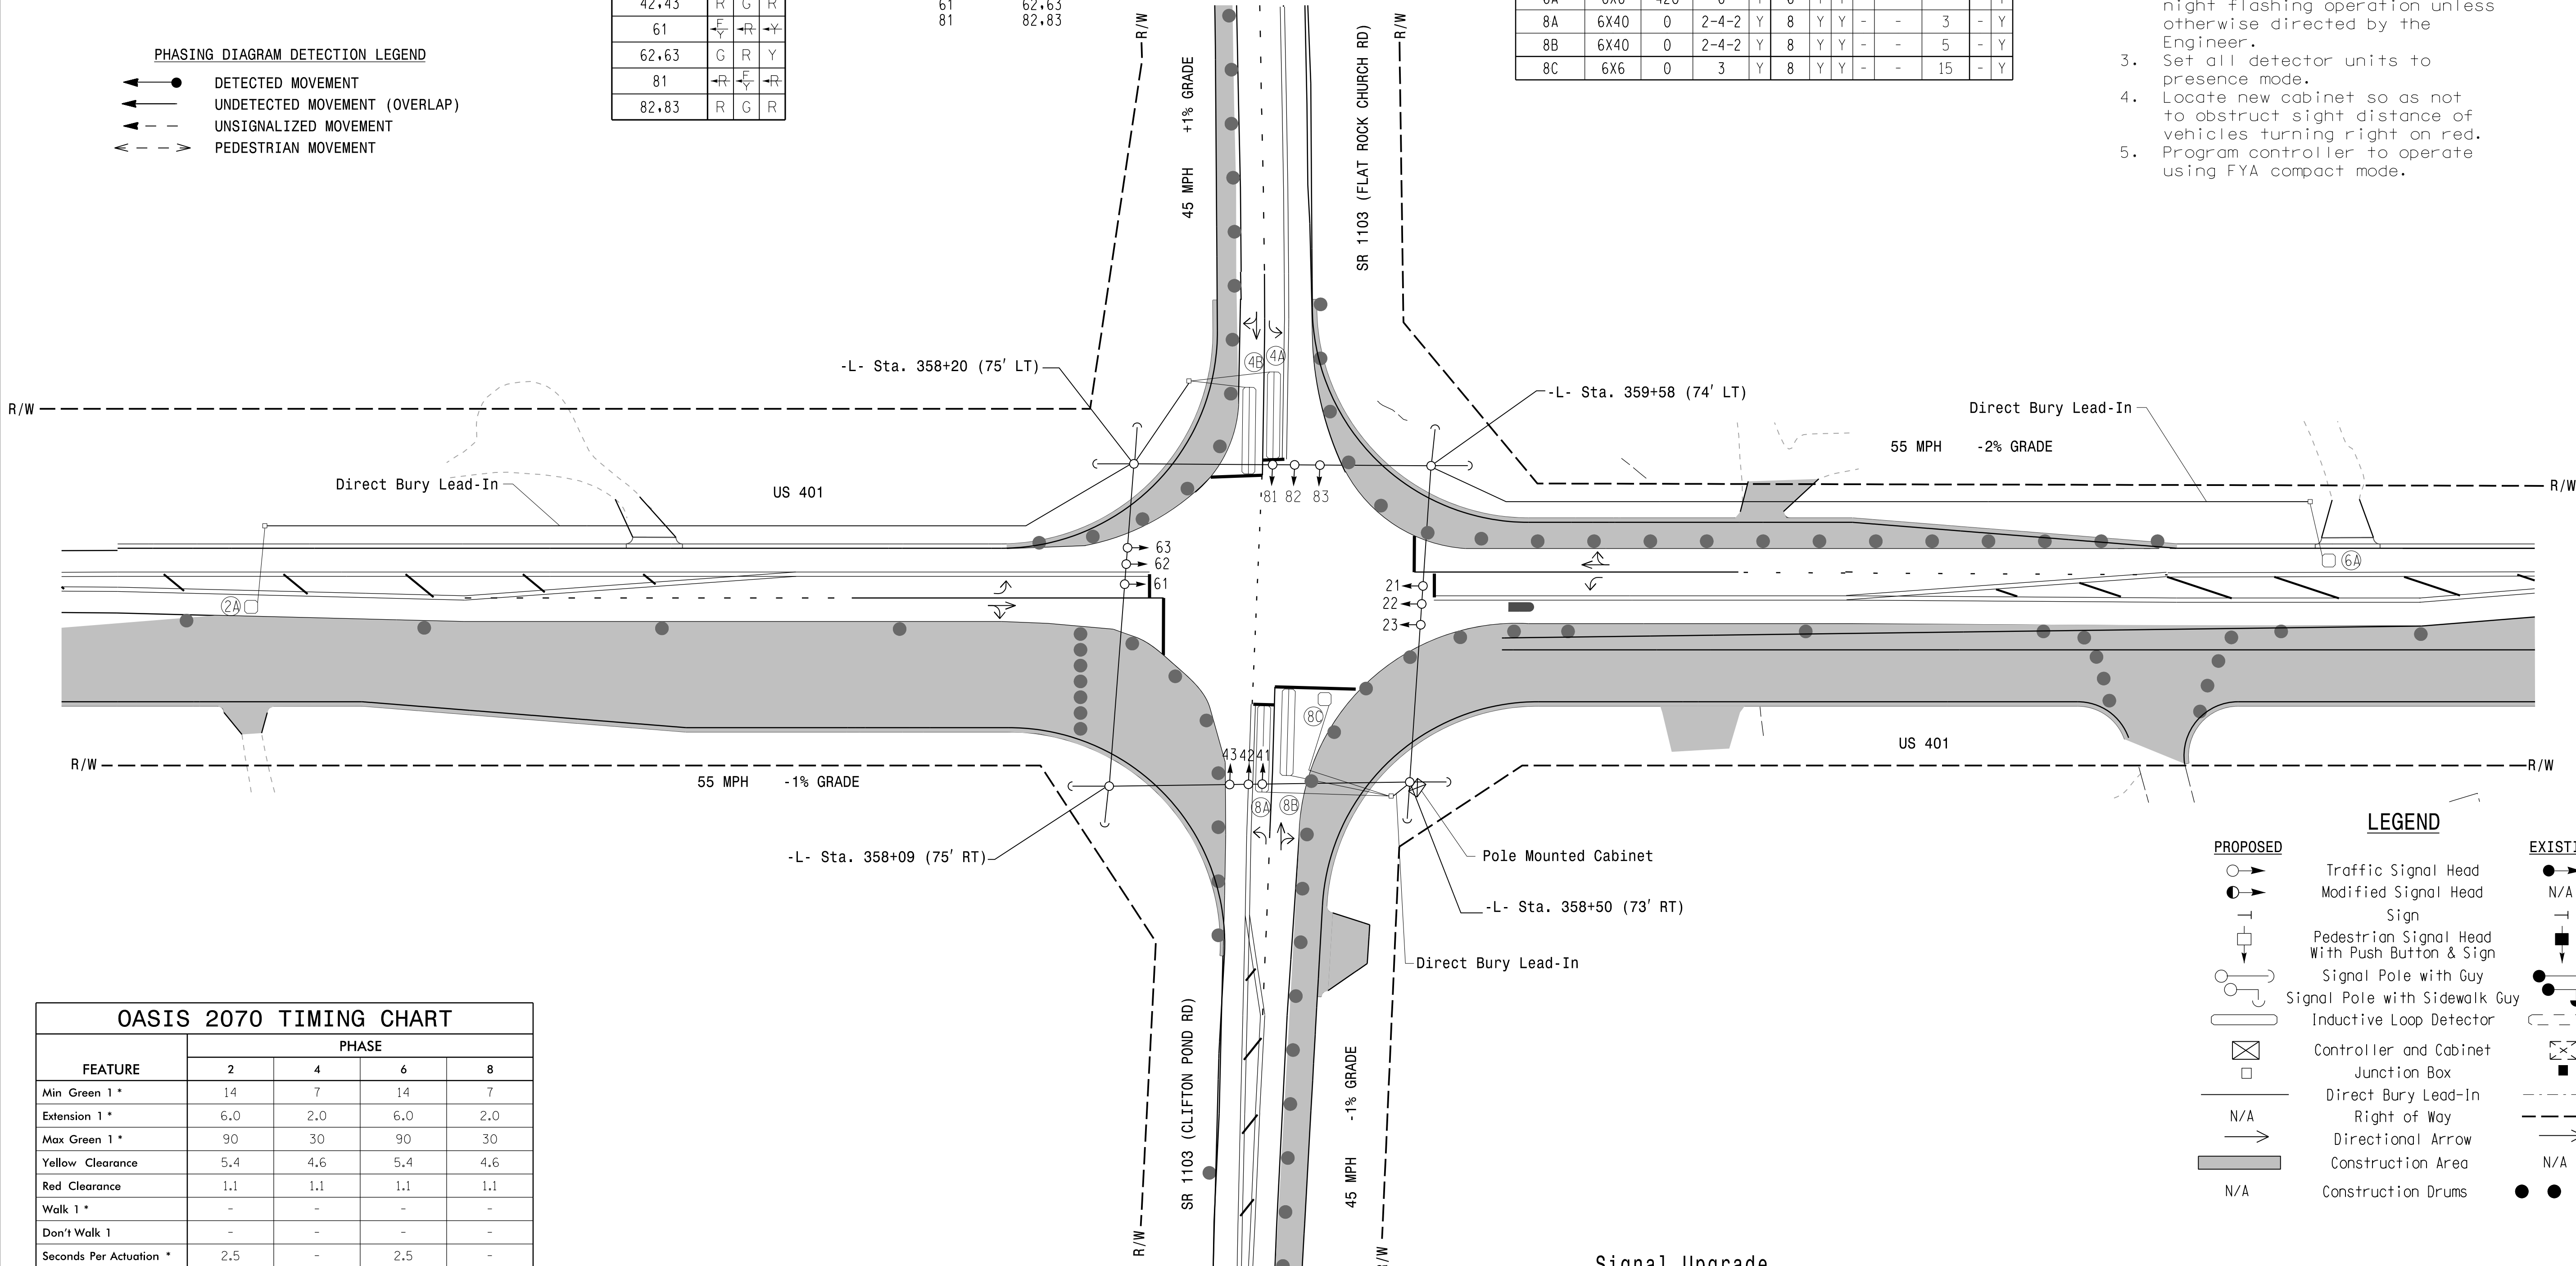 42,43 R G R
61 F Y R Y
62,63 G R Y
81 R F Y R
82,83 R G R
61 62,63
81 82,83
8A 6X40 0 2-4-2 Y 8 Y Y - - 3 - Y
8B 6X40 0 2-4-2 Y 8 Y Y - - 5 - Y
8C 6X6 0 3 Y 8 Y Y - - 15 - Y
night flashing operation unless
otherwise directed by the
Engineer.
3. Set all detector units to
presence mode.
4. Locate new cabinet so as not
to obstruct sight distance of
vehicles turning right on red.
5. Program controller to operate
using FYA compact mode.
PHASING DIAGRAM DETECTION LEGEND
DETECTED MOVEMENT
UNDETECTED MOVEMENT (OVERLAP)
UNSIGNALIZED MOVEMENT
PEDESTRIAN MOVEMENT
R/W
R/W
45 MPH +1% GRADE
SR 1103 (FLAT ROCK CHURCH RD)
4B 4A
-L- Sta. 358+20 (75' LT)
-L- Sta. 359+58 (74' LT)
R/W
Direct Bury Lead-In
55 MPH -2% GRADE
Direct Bury Lead-In
US 401
R/W
81 82 83
63
62
61
6A
2A
21
22
23
8C
43 42 41
US 401
R/W
R/W
55 MPH -1% GRADE
8A 8B
-L- Sta. 358+09 (75' RT)
Pole Mounted Cabinet
-L- Sta. 358+50 (73' RT)
Direct Bury Lead-In
SR 1103 (CLIFTON POND RD)
45 MPH -1% GRADE
R/W
R/W
LEGEND
PROPOSED
Traffic Signal Head
Modified Signal Head N/A
Sign
Pedestrian Signal Head
With Push Button & Sign
Signal Pole with Guy
Signal Pole with Sidewalk Guy
Inductive Loop Detector
Controller and Cabinet
Junction Box
Direct Bury Lead-In
N/A Right of Way
Directional Arrow
Construction Area N/A
N/A Construction Drums
OASIS 2070 TIMING CHART
PHASE
FEATURE 2 4 6 8
Min Green 1 * 14 7 14 7
Extension 1 * 6.0 2.0 6.0 2.0
Max Green 1 * 90 30 90 30
Yellow Clearance 5.4 4.6 5.4 4.6
Red Clearance 1.1 1.1 1.1 1.1
Walk 1 * - - - -
Don't Walk 1 - - - -
Seconds Per Actuation * 2.5 - 2.5 -
Signal Upgrade